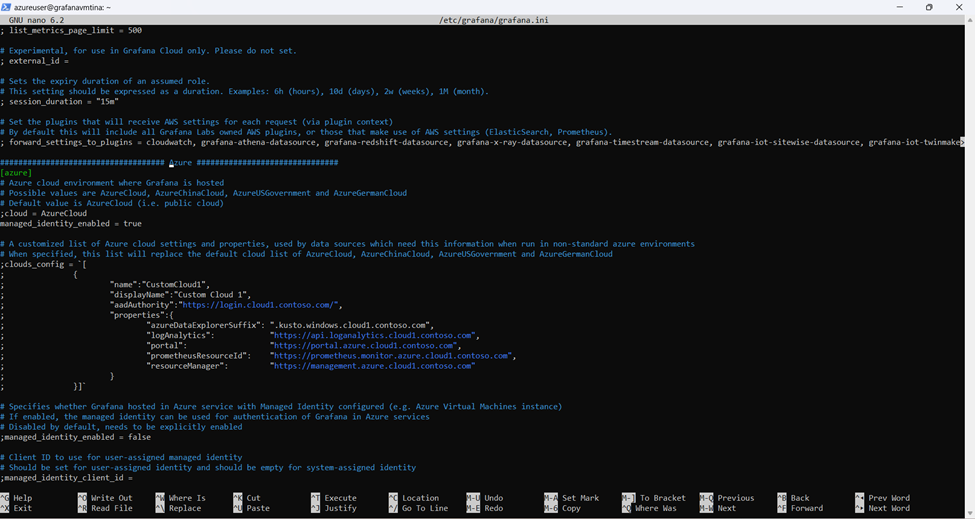 azureuser@grafanavmtina: ~
GNU nano 6.2 /etc/grafana/grafana.ini
; list_metrics_page_limit = 500
# Experimental, for use in Grafana Cloud only. Please do not set.
; external_id =
# Sets the expiry duration of an assumed role.
# This setting should be expressed as a duration. Examples: 6h (hours), 10d (days), 2w (weeks), 1M (month).
; session_duration = "15m"
# Set the plugins that will receive AWS settings for each request (via plugin context)
# By default this will include all Grafana Labs owned AWS plugins, or those that make use of AWS settings (ElasticSearch, Prometheus).
; forward_settings_to_plugins = cloudwatch, grafana-athena-datasource, grafana-redshift-datasource, grafana-x-ray-datasource, grafana-timestream-datasource, grafana-iot-sitewise-datasource, grafana-iot-twinmake>
#################################### Azure ###############################
[azure]
# Azure cloud environment where Grafana is hosted
# Possible values are AzureCloud, AzureChinaCloud, AzureUSGovernment and AzureGermanCloud
# Default value is AzureCloud (i.e. public cloud)
;cloud = AzureCloud
managed_identity_enabled = true
# A customized list of Azure cloud settings and properties, used by data sources which need this information when run in non-standard azure environments
# When specified, this list will replace the default cloud list of AzureCloud, AzureChinaCloud, AzureUSGovernment and AzureGermanCloud
;clouds_config = `[
; {
; "name":"CustomCloud1",
; "displayName":"Custom Cloud 1",
; "aadAuthority":"https://login.cloud1.contoso.com/",
; "properties":{
; "azureDataExplorerSuffix": ".kusto.windows.cloud1.contoso.com",
; "logAnalytics": "https://api.loganalytics.cloud1.contoso.com",
; "portal": "https://portal.azure.cloud1.contoso.com",
; "prometheusResourceId": "https://prometheus.monitor.azure.cloud1.contoso.com",
; "resourceManager": "https://management.azure.cloud1.contoso.com"
; }
; }]`
# Specifies whether Grafana hosted in Azure service with Managed Identity configured (e.g. Azure Virtual Machines instance)
# If enabled, the managed identity can be used for authentication of Grafana in Azure services
# Disabled by default, needs to be explicitly enabled
;managed_identity_enabled = false
# Client ID to use for user-assigned managed identity
# Should be set for user-assigned identity and should be empty for system-assigned identity
;managed_identity_client_id =
^G Help ^O Write Out ^W Where Is ^K Cut ^T Execute ^C Location M-U Undo M-A Set Mark M-] To Bracket M-Q Previous ^B Back ^◂ Prev Word
^X Exit ^R Read File ^\ Replace ^U Paste ^J Justify ^/ Go To Line M-E Redo M-6 Copy ^Q Where Was M-W Next ^F Forward ^▸ Next Word